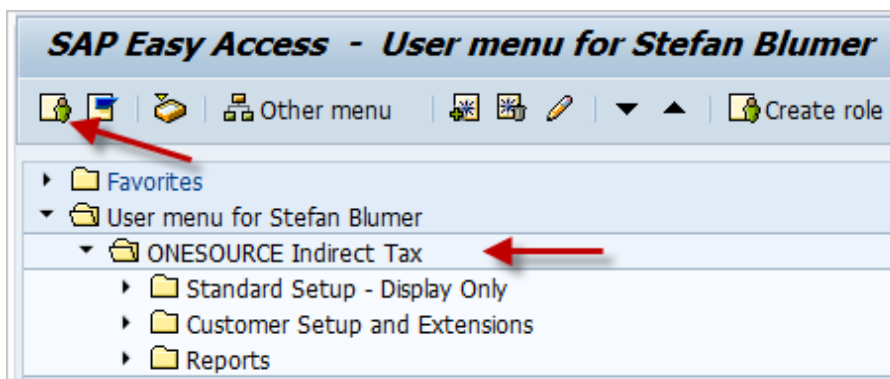 SAP Easy Access - User menu for Stefan Blumer
Other menu Create role
Favorites
User menu for Stefan Blumer
ONESOURCE Indirect Tax
Standard Setup - Display Only
Customer Setup and Extensions
Reports